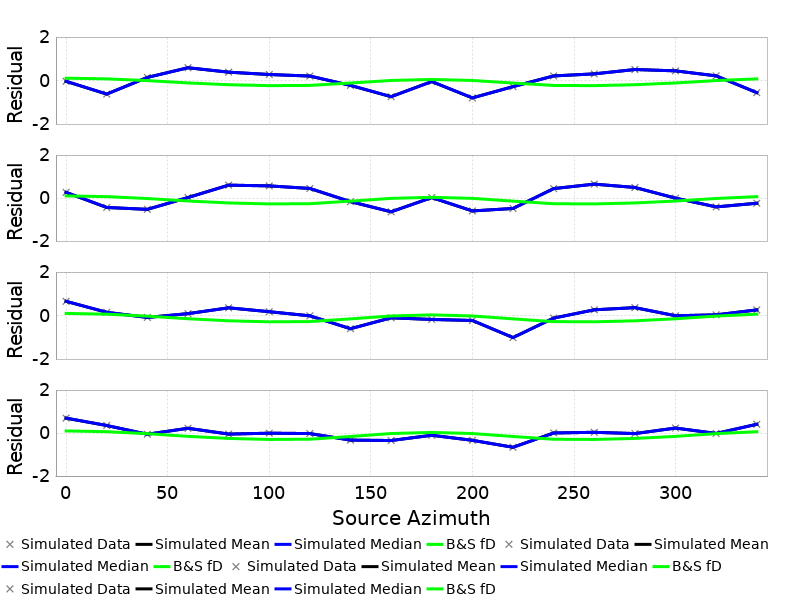 2
0
-2
Residual
2
0
-2
Residual
2
0
-2
Residual
2
0
-2
Residual
0 50 100 150 200 250 300
Source Azimuth
× Simulated Data Simulated Mean Simulated Median B&S fD × Simulated Data Simulated Mean
Simulated Median B&S fD × Simulated Data Simulated Mean Simulated Median B&S fD
× Simulated Data Simulated Mean Simulated Median B&S fD